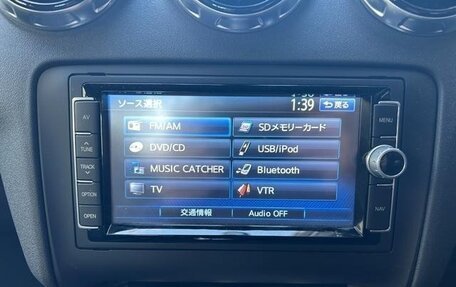 ソース選択
1:39
戻る
FM/AM
SDメモリーカード
DVD/CD
USB/iPod
MUSIC CATCHER
Bluetooth
TV
VTR
交通情報
Audio OFF
AV
TUNE
TRACK
OPTION
OPEN
MENU
NAV